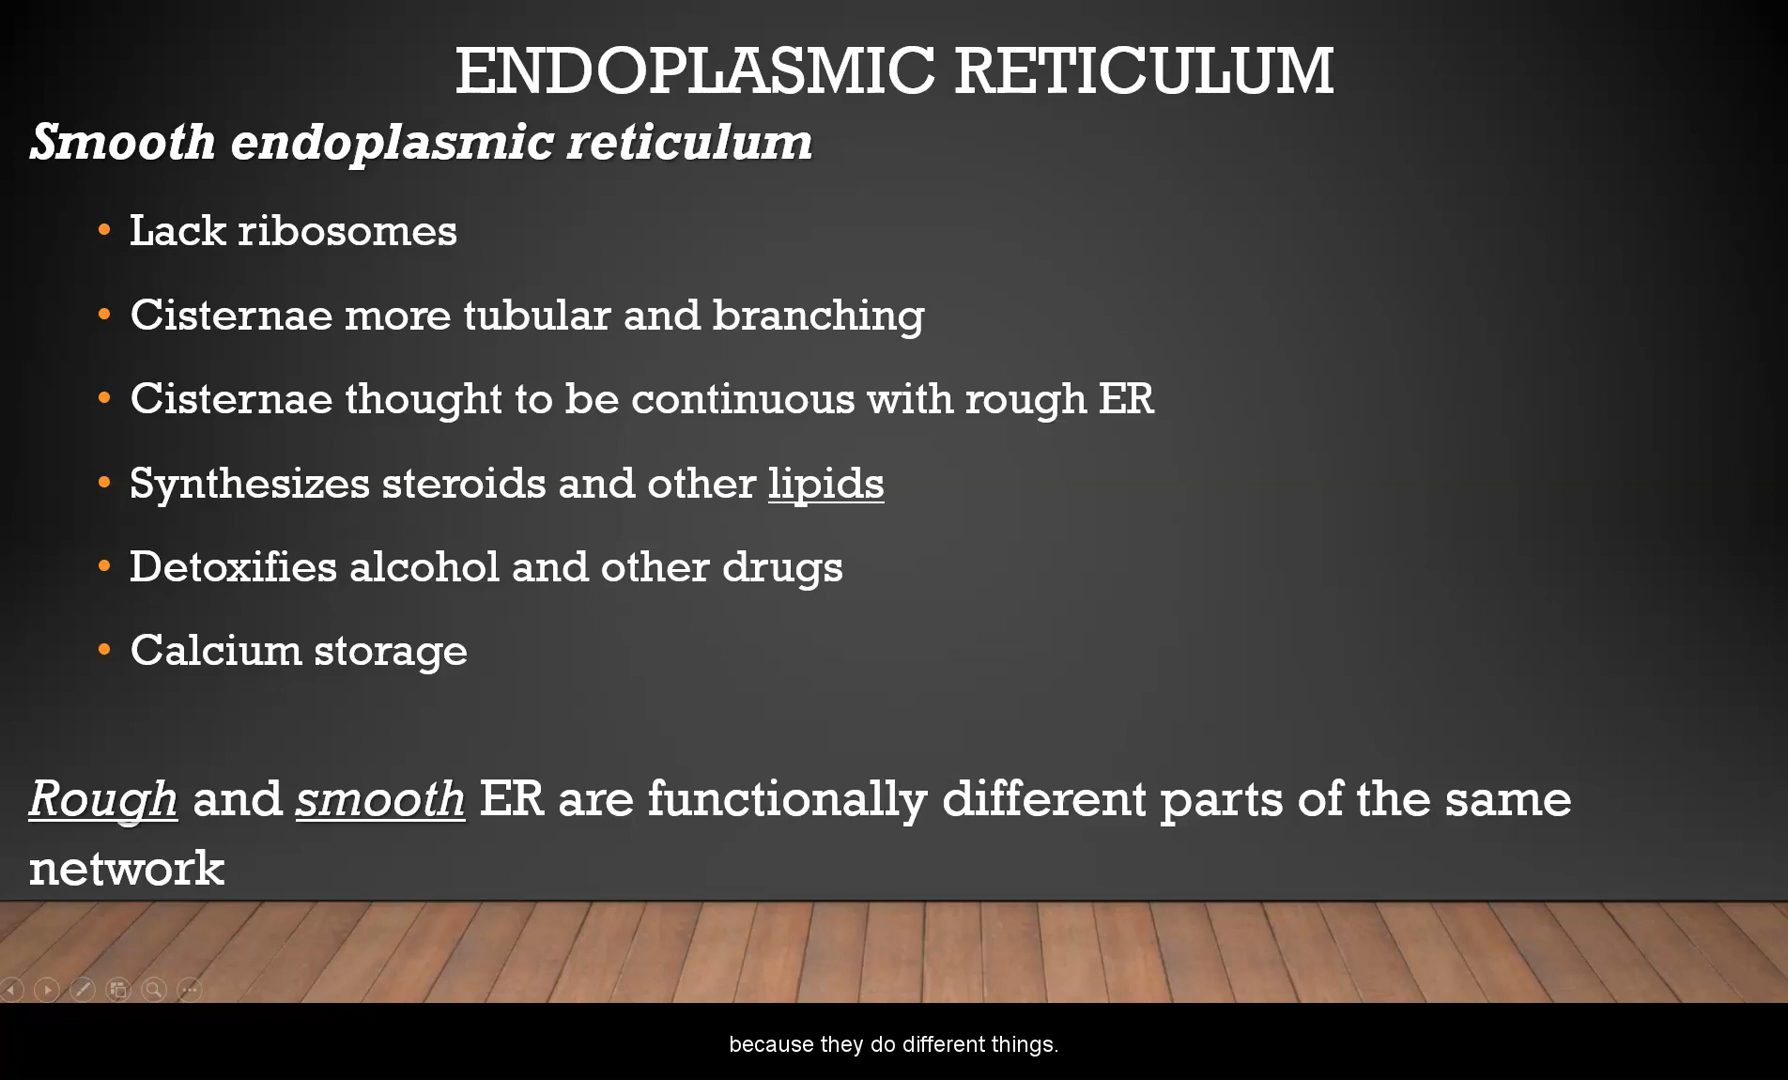 ENDOPLASMIC RETICULUM
Smooth endoplasmic reticulum
• Lack ribosomes
• Cisternae more tubular and branching
• Cisternae thought to be continuous with rough ER
• Synthesizes steroids and other lipids
• Detoxifies alcohol and other drugs
• Calcium storage
Rough and smooth ER are functionally different parts of the same
network
because they do different things.